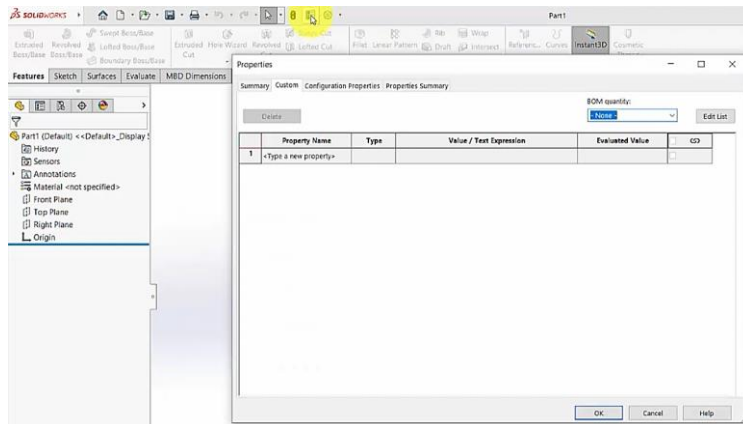 SOLIDWORKS
Part1
Extruded Boss/Base
Revolved Boss/Base
Swept Boss/Base
Lofted Boss/Base
Boundary Boss/Base
Extruded Cut
Hole Wizard
Revolved Cut
Lofted Cut
Fillet
Linear Pattern
Rib
Draft
Wrap
Intersect
Referenc...
Curves
Instant3D
Cosmetic
Features Sketch Surfaces Evaluate MBD Dimensions
Properties
Summary Custom Configuration Properties Properties Summary
BOM quantity:
Delete
- None -
Edit List
Property Name Type Value / Text Expression Evaluated Value
1 <Type a new property>
Part1 (Default) <<Default>_Display S
History
Sensors
Annotations
Material <not specified>
Front Plane
Top Plane
Right Plane
Origin
OK Cancel Help